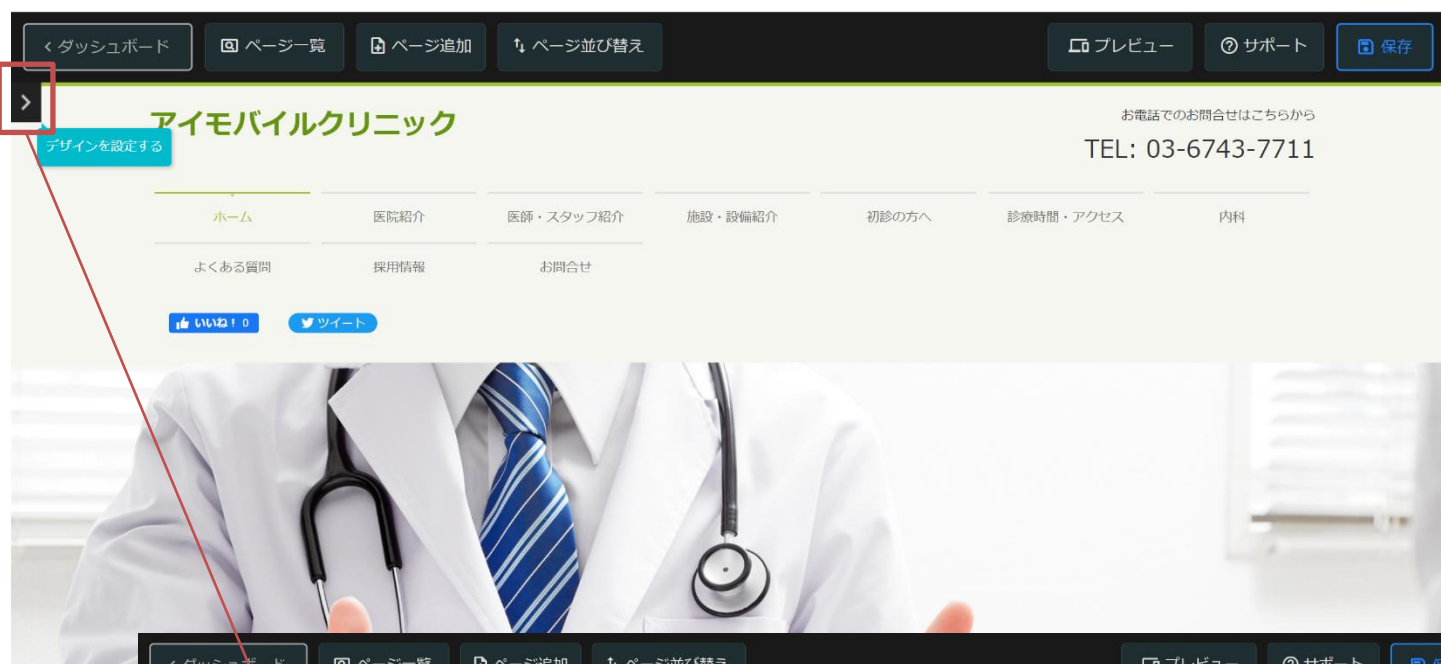 ダッシュボード ページ一覧 ページ追加 ページ並び替え プレビュー サポート 保存
デザインを設定する
アイモバイルクリニック
お電話でのお問合せはこちらから
TEL: 03-6743-7711
ホーム 医院紹介 医師・スタッフ紹介 施設・設備紹介 初診の方へ 診療時間・アクセス 内科
よくある質問 採用情報 お問合せ
いいね！ 0 ツイート
ダッシュボード ページ一覧 ページ追加 ページ並び替え プレビュー サポート